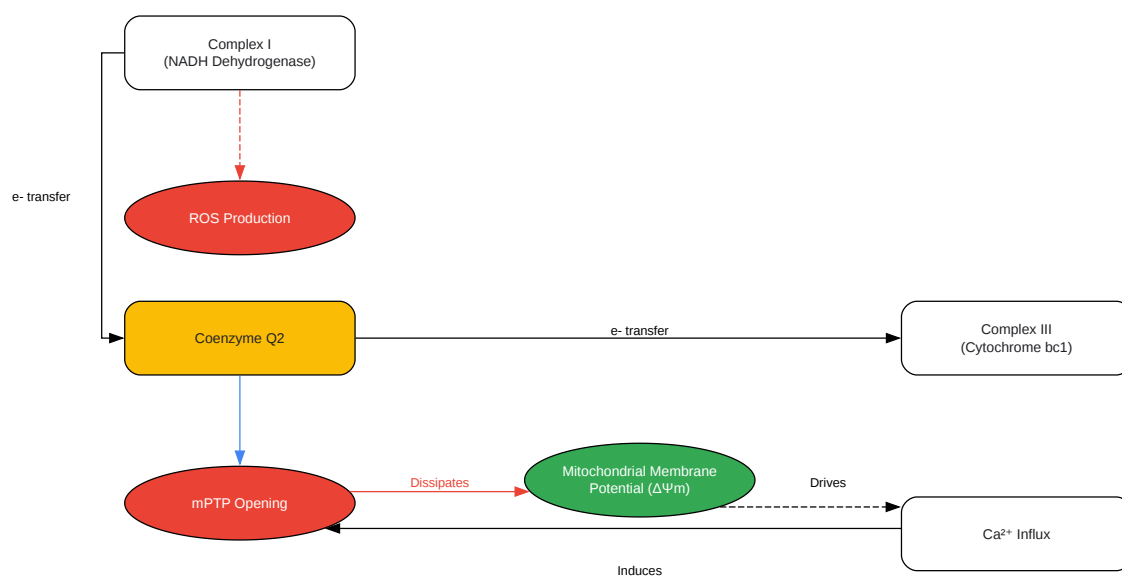 Complex I
(NADH Dehydrogenase)
e- transfer
ROS Production
Coenzyme Q2
e- transfer
Complex III
(Cytochrome bc1)
mPTP Opening
Dissipates
Mitochondrial Membrane
Potential (ΔΨm)
Drives
Ca²⁺ Influx
Induces